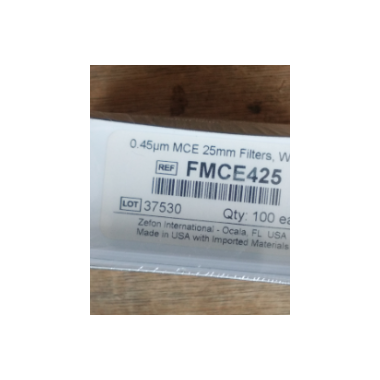 0.45µm MCE 25mm Filters, W
REF FMCE425
LOT 37530 Qty: 100 ea
Zefon International - Ocala, FL USA
Made in USA with Imported Materials